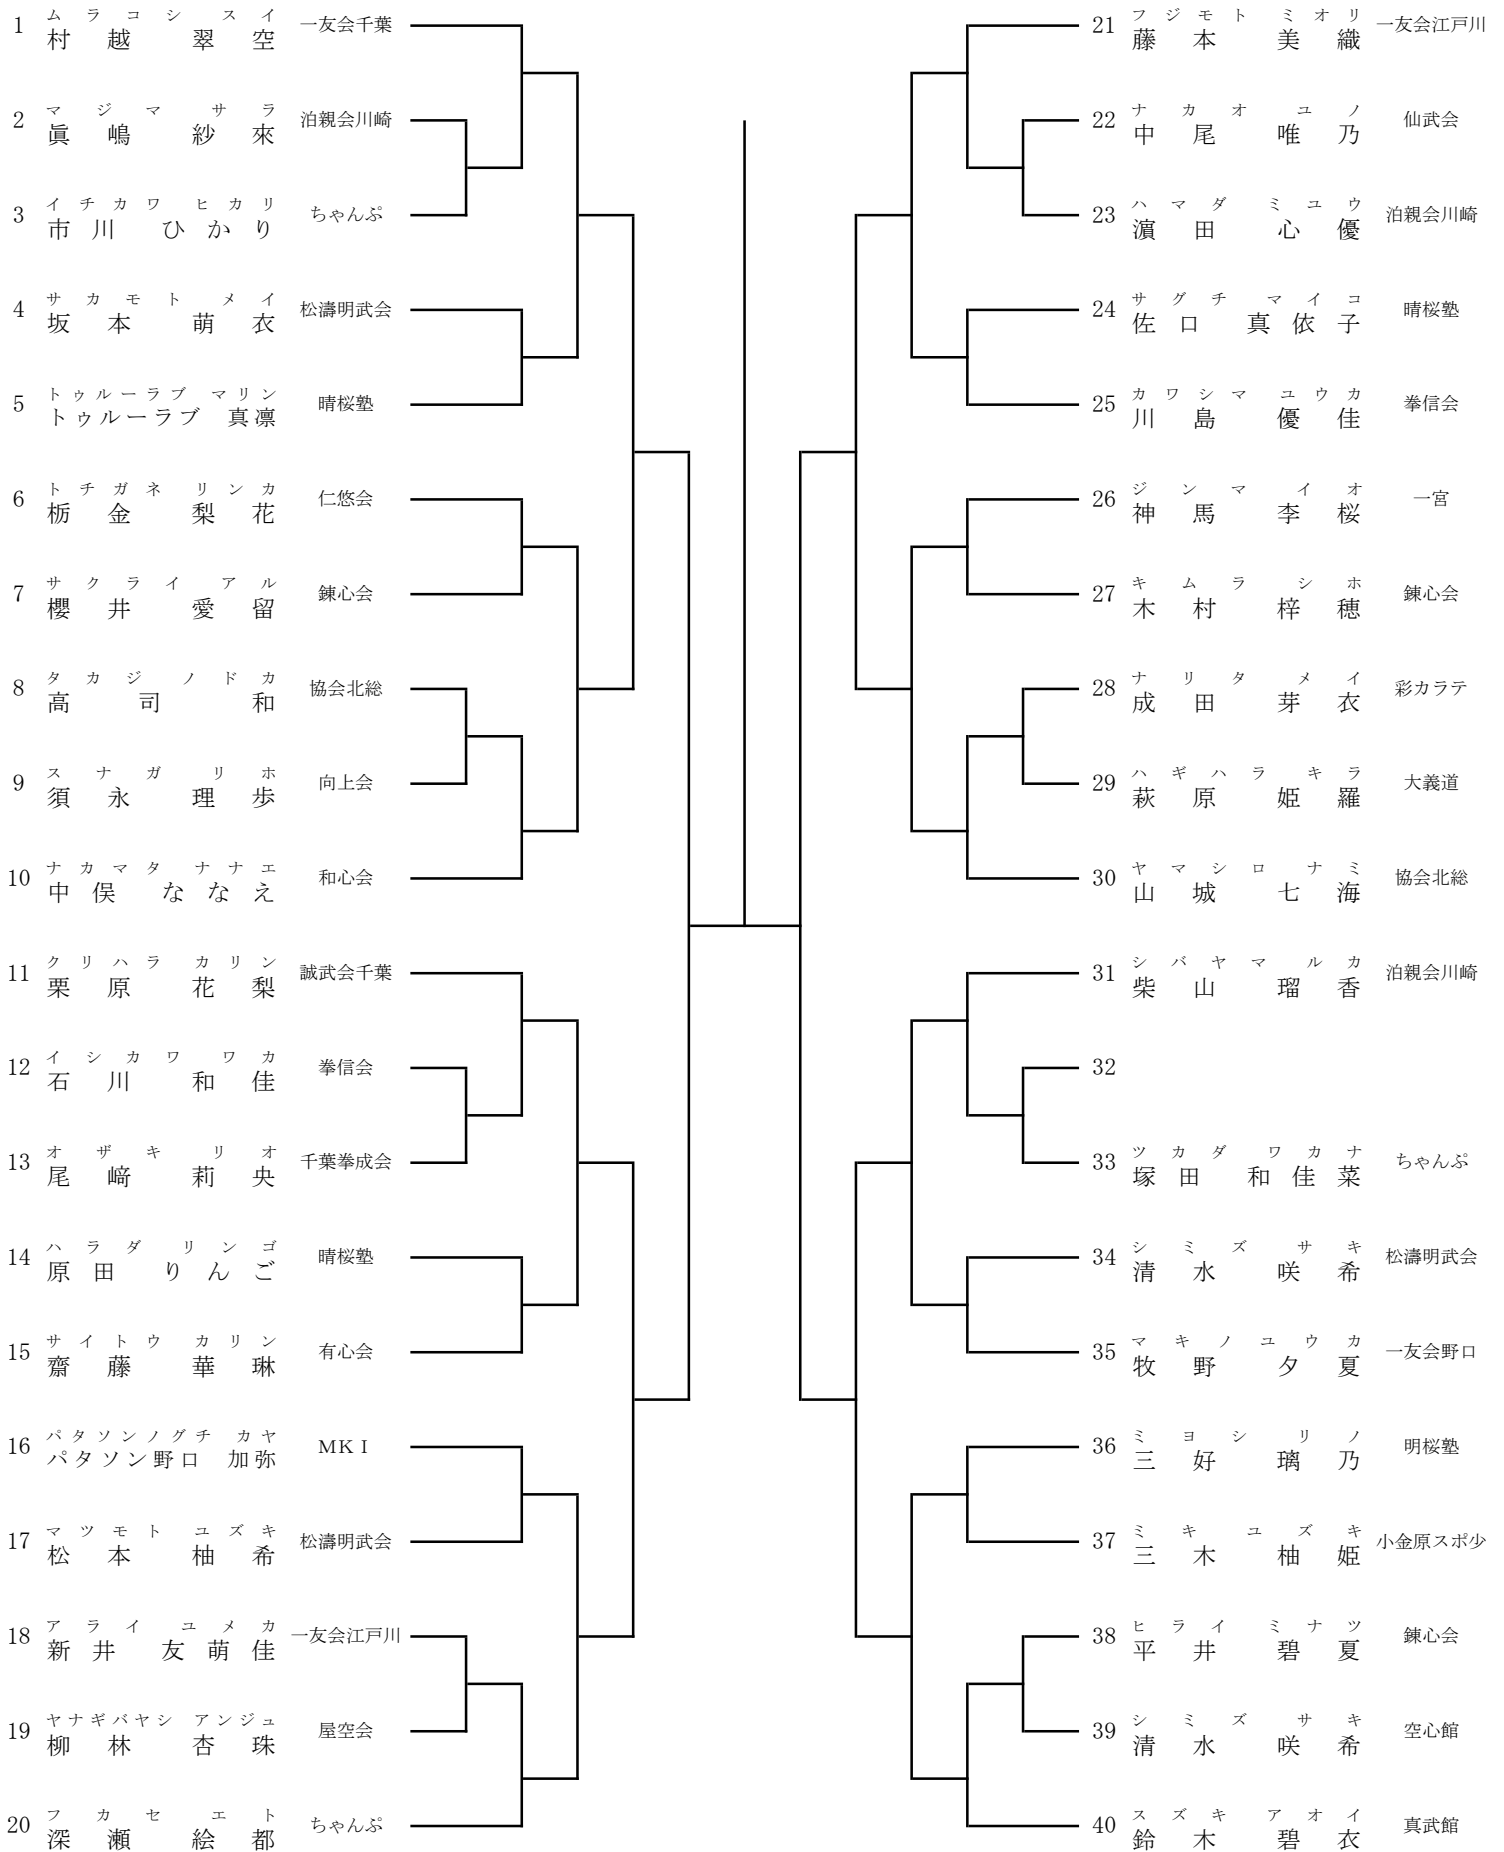 ムラコシ スイ
1 村越 翠空 一友会千葉
マジマ サラ
2 眞嶋 紗來 泊親会川崎
イチカワ ヒカリ
3 市川 ひかり ちゃんぷ
サカモト メイ
4 坂本 萌衣 松濤明武会
トゥルーラブ マリン
5 トゥルーラブ 真凛 晴桜塾
トチガネ リンカ
6 栃金 梨花 仁悠会
サクライ アル
7 櫻井 愛留 錬心会
タカジ ノドカ
8 高司 和 協会北総
スナガ リホ
9 須永 理歩 向上会
ナカマタ ナナエ
10 中俣 ななえ 和心会
クリハラ カリン
11 栗原 花梨 誠武会千葉
イシカワ ワカ
12 石川 和佳 拳信会
オザキ リオ
13 尾﨑 莉央 千葉拳成会
ハラダ リンゴ
14 原田 りんご 晴桜塾
サイトウ カリン
15 齋藤 華琳 有心会
パタソンノグチ カヤ
16 パタソン野口 加弥 MKI
マツモト ユズキ
17 松本 柚希 松濤明武会
アライ ユメカ
18 新井 友萌佳 一友会江戸川
ヤナギバヤシ アンジュ
19 柳林 杏珠 屋空会
フカセ エト
20 深瀬 絵都 ちゃんぷ
フジモト ミオリ
21 藤本 美織 一友会江戸川
ナカオ ユノ
22 中尾 唯乃 仙武会
ハマダ ミユウ
23 濵田 心優 泊親会川崎
サグチ マイコ
24 佐口 真依子 晴桜塾
カワシマ ユウカ
25 川島 優佳 拳信会
ジンマ イオ
26 神馬 李桜 一宮
キムラ シホ
27 木村 梓穂 錬心会
ナリタ メイ
28 成田 芽衣 彩カラテ
ハギハラ キラ
29 萩原 姫羅 大義道
ヤマシロ ナミ
30 山城 七海 協会北総
シバヤマ ルカ
31 柴山 瑠香 泊親会川崎
32
ツカダ ワカナ
33 塚田 和佳菜 ちゃんぷ
シミズ サキ
34 清水 咲希 松濤明武会
マキノ ユウカ
35 牧野 夕夏 一友会野口
ミヨシ リノ
36 三好 璃乃 明桜塾
ミキ ユズキ
37 三木 柚姫 小金原スポ少
ヒライ ミナツ
38 平井 碧夏 錬心会
シミズ サキ
39 清水 咲希 空心館
スズキ アオイ
40 鈴木 碧衣 真武館